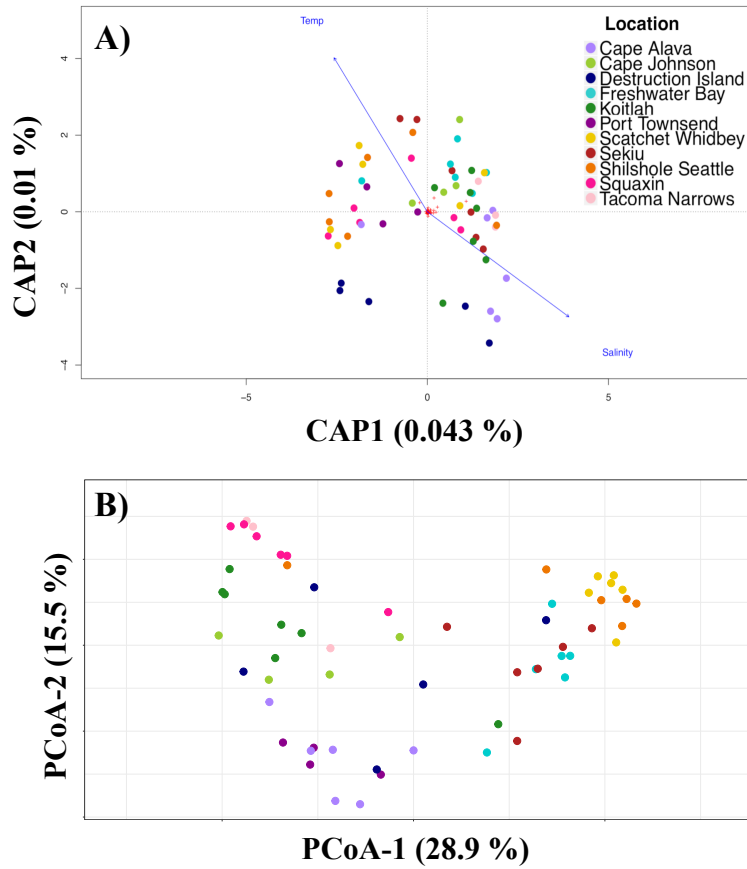 A)
Temp
Location
Cape Alava
Cape Johnson
Destruction Island
Freshwater Bay
Koitlah
Port Townsend
Scatchet Whidbey
Sekiu
Shilshole Seattle
Squaxin
Tacoma Narrows
4
2
0
−2
−4
CAP2 (0.01 %)
Salinity
−5
0
5
CAP1 (0.043 %)
B)
PCoA-2 (15.5 %)
PCoA-1 (28.9 %)